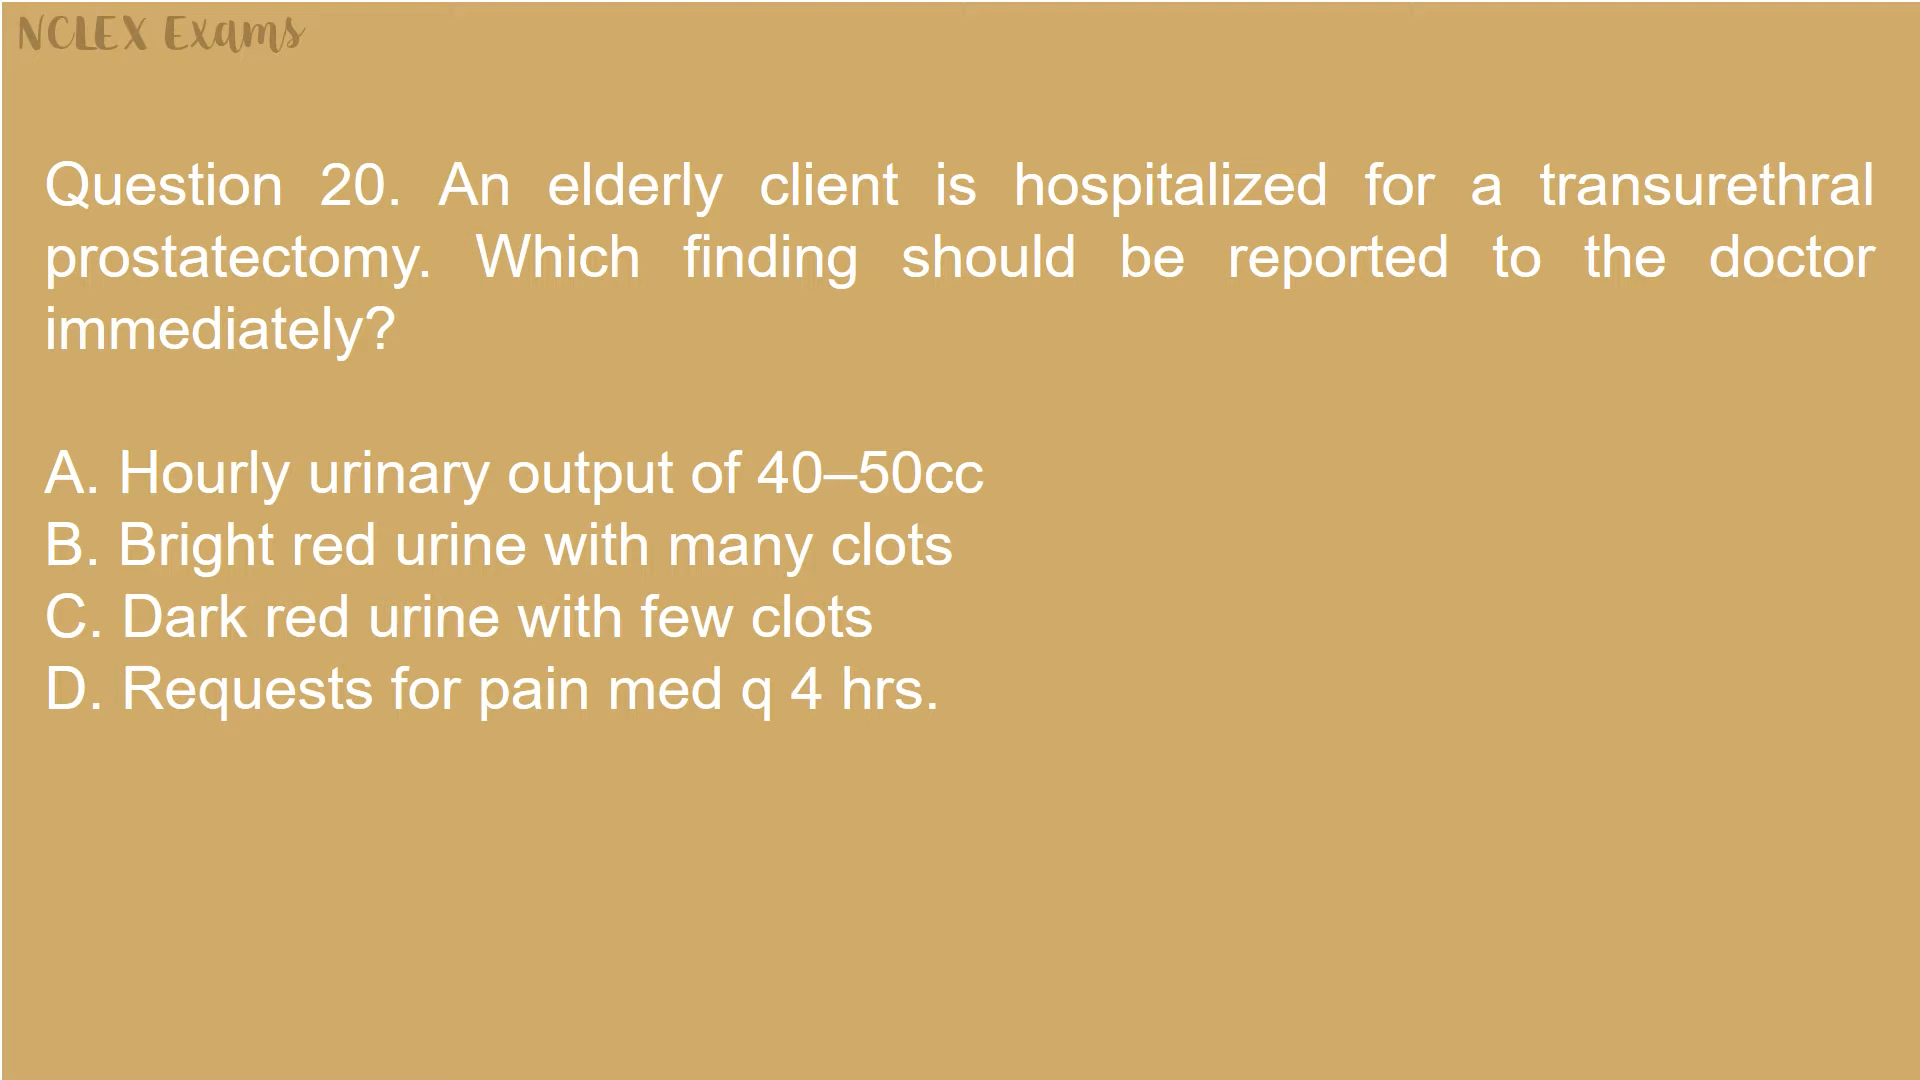 NCLEX Exams
Question 20. An elderly client is hospitalized for a transurethral
prostatectomy. Which finding should be reported to the doctor
immediately?
A. Hourly urinary output of 40–50cc
B. Bright red urine with many clots
C. Dark red urine with few clots
D. Requests for pain med q 4 hrs.